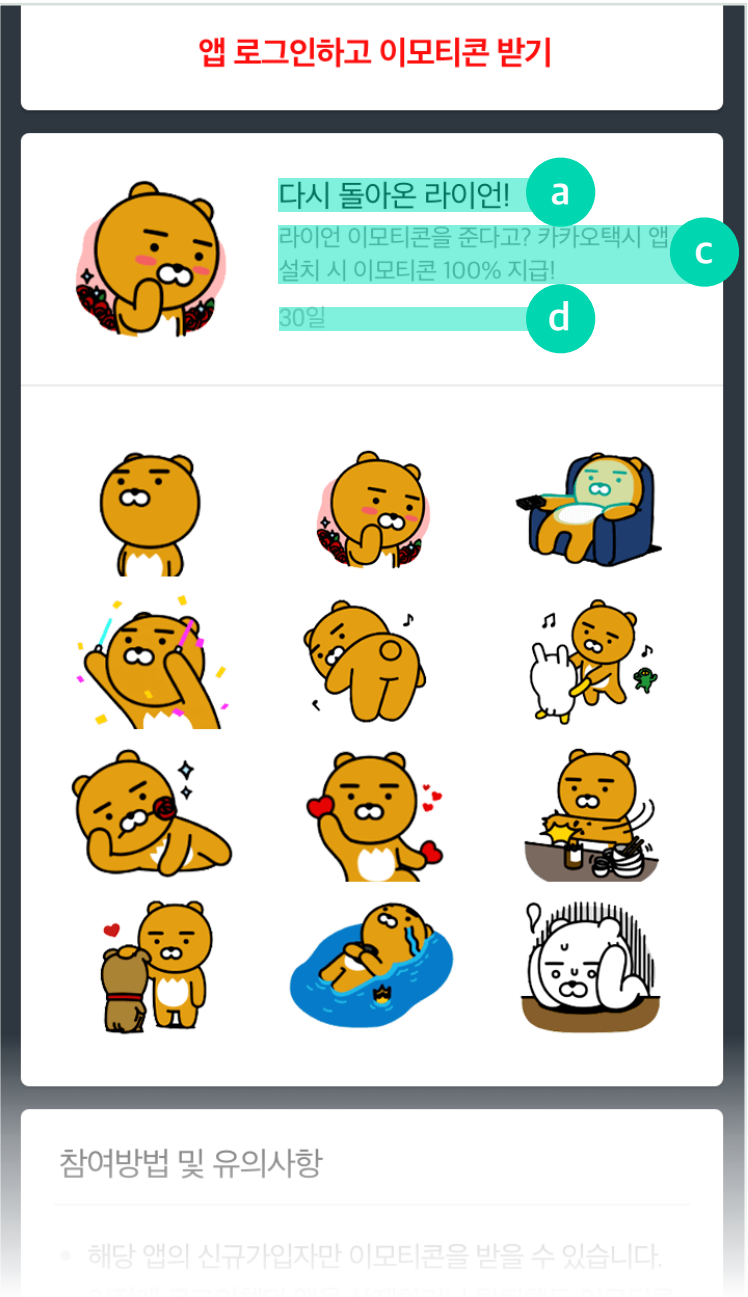 앱 로그인하고 이모티콘 받기
다시 돌아온 라이언!
a
라이언 이모티콘을 준다고? 카카오택시 앱
설치 시 이모티콘 100% 지급!
c
30일
d
참여방법 및 유의사항
• 해당 앱의 신규가입자만 이모티콘을 받을 수 있습니다.